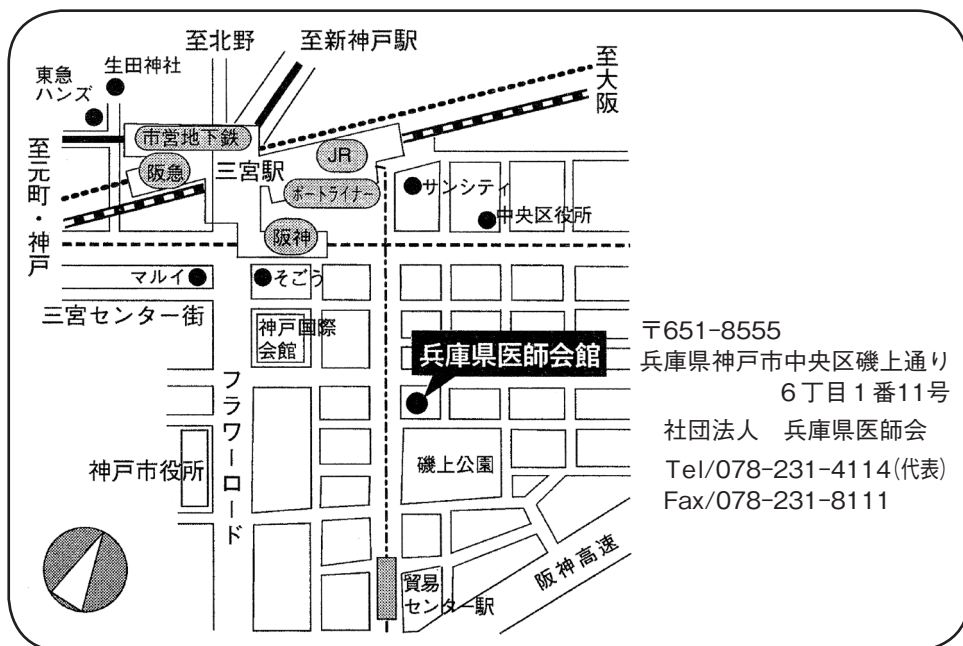 至北野
至新神戸駅
至大阪
生田神社
東急
ハンズ
市営地下鉄
JR
阪急
三宮駅
ポートライナー
サンシティ
中央区役所
至元町・神戸
阪神
マルイ
そごう
三宮センター街
神戸国際
会館
兵庫県医師会館
フラワーロード
神戸市役所
磯上公園
阪神高速
貿易
センター駅
〒651-8555
兵庫県神戸市中央区磯上通り
6丁目1番11号
社団法人　兵庫県医師会
Tel/078-231-4114(代表)
Fax/078-231-8111